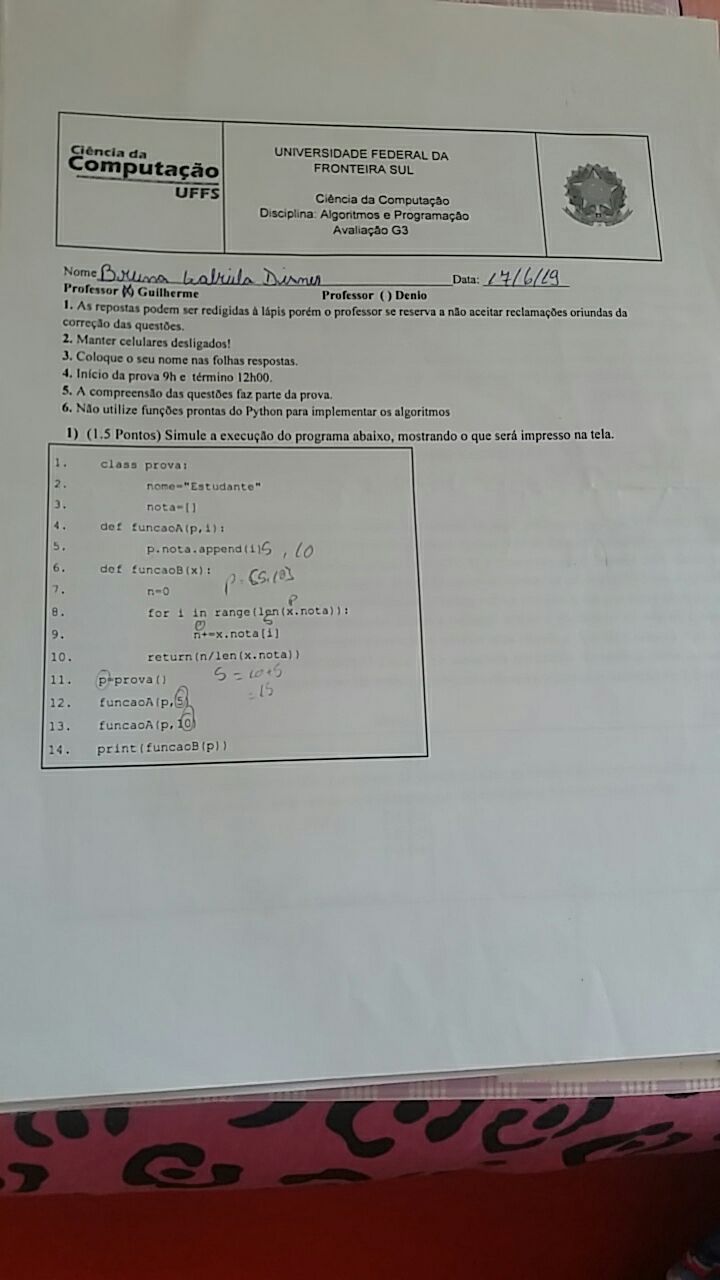 Ciência da
Computação
UFFS
UNIVERSIDADE FEDERAL DA
FRONTEIRA SUL
Ciência da Computação
Disciplina: Algoritmos e Programação
Avaliação G3
Nome Bruna Gabriela Data: 17/6/19
Professor (X) Guilherme Professor ( ) Denio
1. As repostas podem ser redigidas à lápis porém o professor se reserva a não aceitar reclamações oriundas da
correção das questões.
2. Manter celulares desligados!
3. Coloque o seu nome nas folhas respostas.
4. Início da prova 9h e término 12h00.
5. A compreensão das questões faz parte da prova.
6. Não utilize funções prontas do Python para implementar os algoritmos
1) (1.5 Pontos) Simule a execução do programa abaixo, mostrando o que será impresso na tela.
1. class prova:
2. nome="Estudante"
3. nota=[]
4. def funcaoA(p,i):
5. p.nota.append(i) 5, 10
6. def funcaoB(x):
p=[5,10]
7. n=0
p
8. for i in range(len(x.nota)):
0 5
9. n+=x.nota[i]
10. return(n/len(x.nota))
11. p=prova() 5=10+5
=15
12. funcaoA(p,5)
13. funcaoA(p,10)
14. print(funcaoB(p))